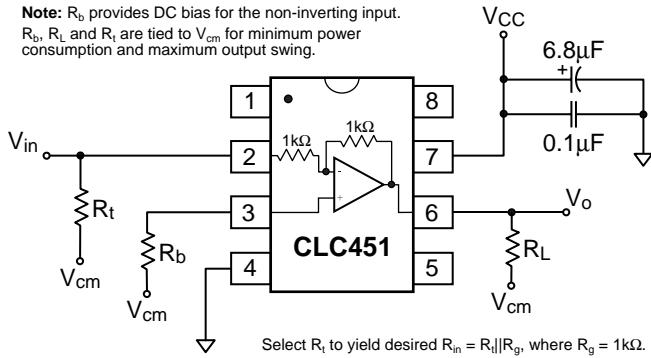 Note: Rb provides DC bias for the non-inverting input.
Rb, RL and Rt are tied to Vcm for minimum power
consumption and maximum output swing.
VCC
6.8µF
+
0.1µF
1
8
Vin
2
1kΩ
1kΩ
7
-
+
Rt
3
6
Vo
Rb
CLC451
RL
Vcm
4
5
Vcm
Vcm
Select Rt to yield desired Rin = Rt||Rg, where Rg = 1kΩ.